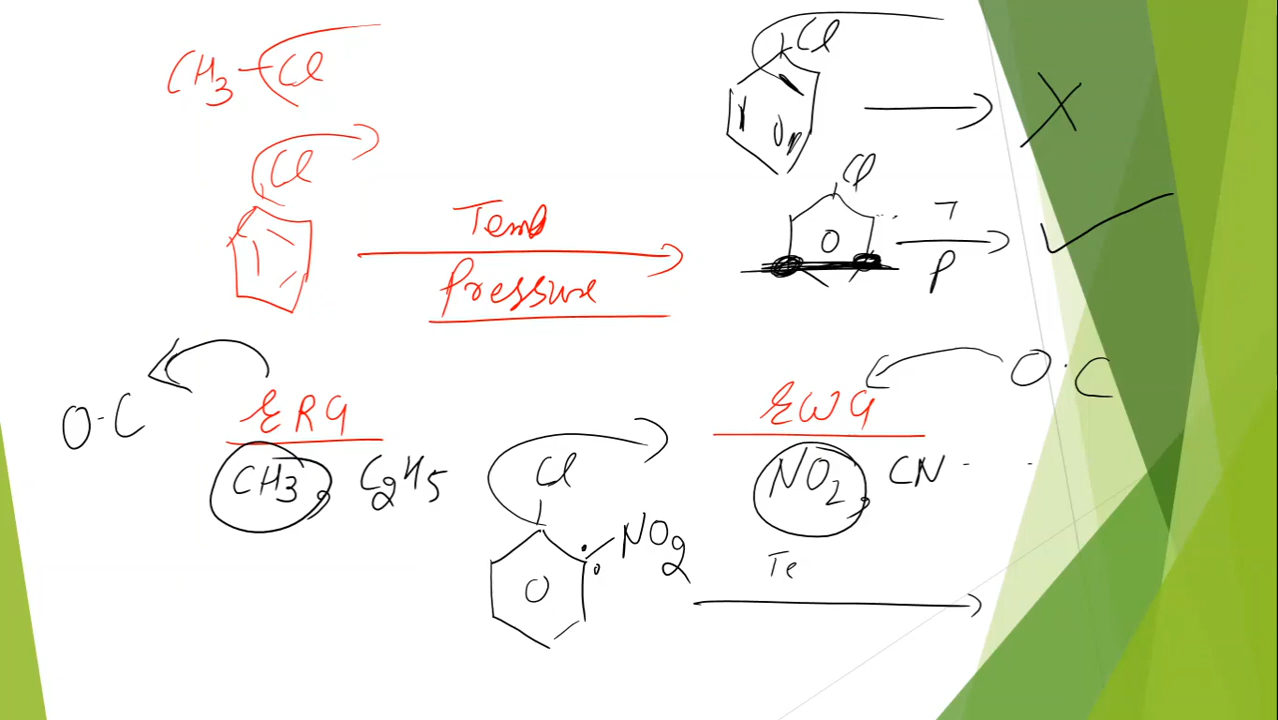 CH3-Cl
Cl
Cl
Temp
Pressure
Cl
P
O-C
ERG
CH3, C2H5
EWG
O-C
NO2, CN
Cl
NO2
Te